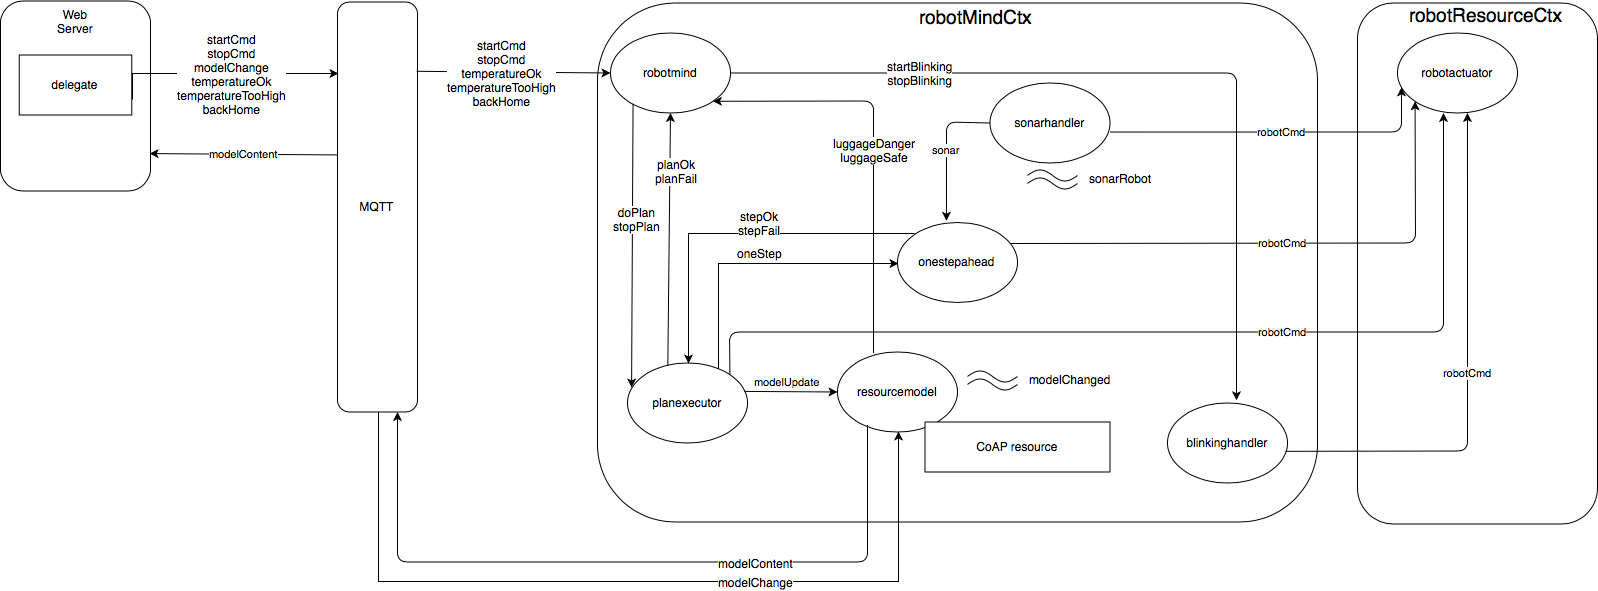 Web
Server
delegate
startCmd
stopCmd
modelChange
temperatureOk
temperatureTooHigh
backHome
modelContent
MQTT
startCmd
stopCmd
temperatureOk
temperatureTooHigh
backHome
robotMindCtx
robotmind
startBlinking
stopBlinking
sonarhandler
sonar
sonarRobot
luggageDanger
luggageSafe
planOk
planFail
doPlan
stopPlan
stepOk
stepFail
oneStep
onestepahead
robotCmd
robotCmd
robotCmd
planexecutor
modelUpdate
resourcemodel
modelChanged
CoAP resource
blinkinghandler
modelContent
modelChange
robotResourceCtx
robotactuator
robotCmd